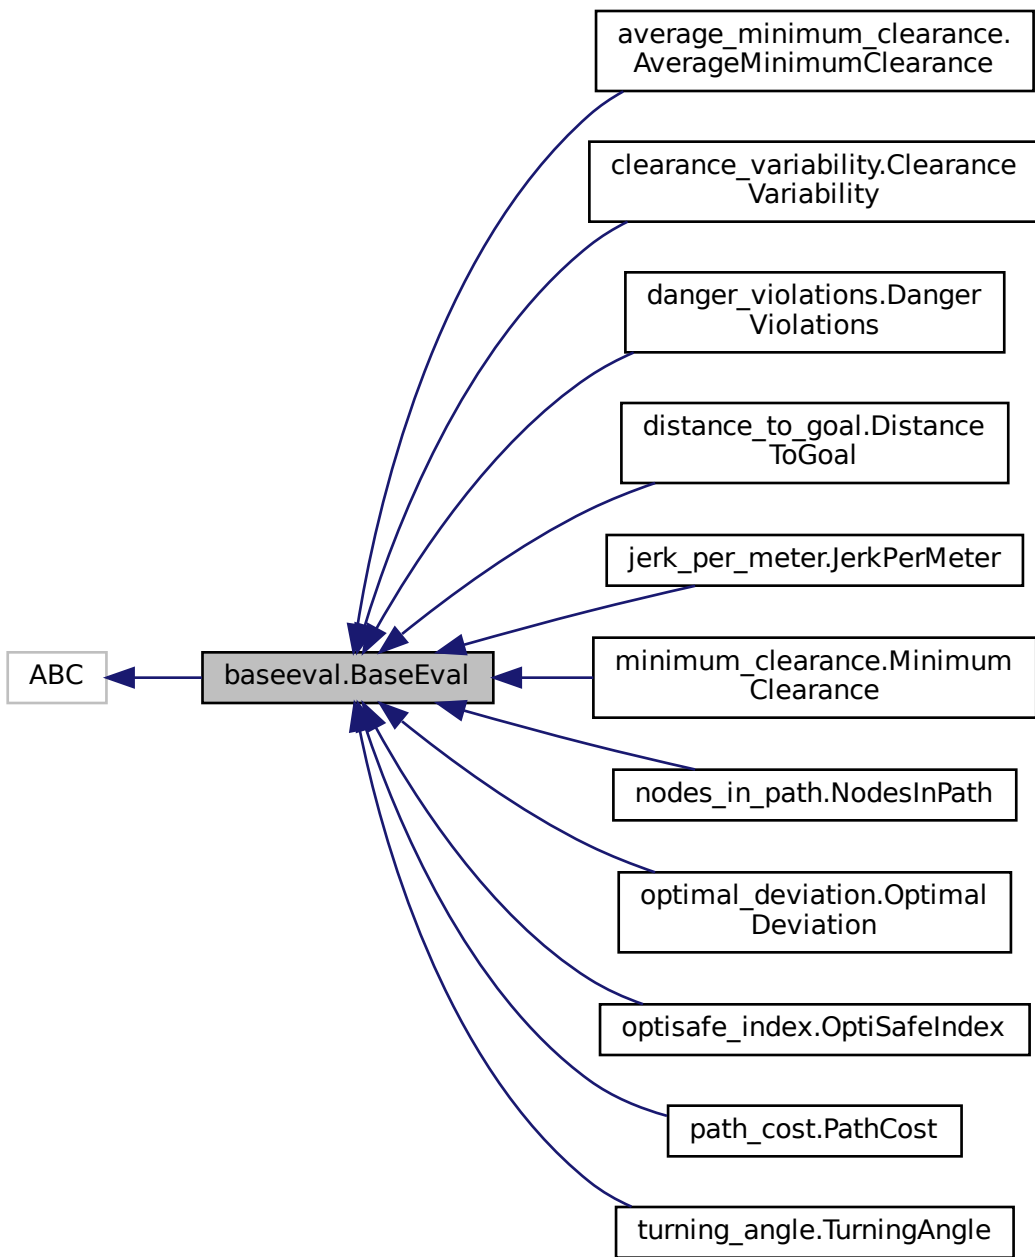 average_minimum_clearance.
AverageMinimumClearance
clearance_variability.Clearance
Variability
danger_violations.Danger
Violations
distance_to_goal.Distance
ToGoal
jerk_per_meter.JerkPerMeter
ABC
baseeval.BaseEval
minimum_clearance.Minimum
Clearance
nodes_in_path.NodesInPath
optimal_deviation.Optimal
Deviation
optisafe_index.OptiSafeIndex
path_cost.PathCost
turning_angle.TurningAngle